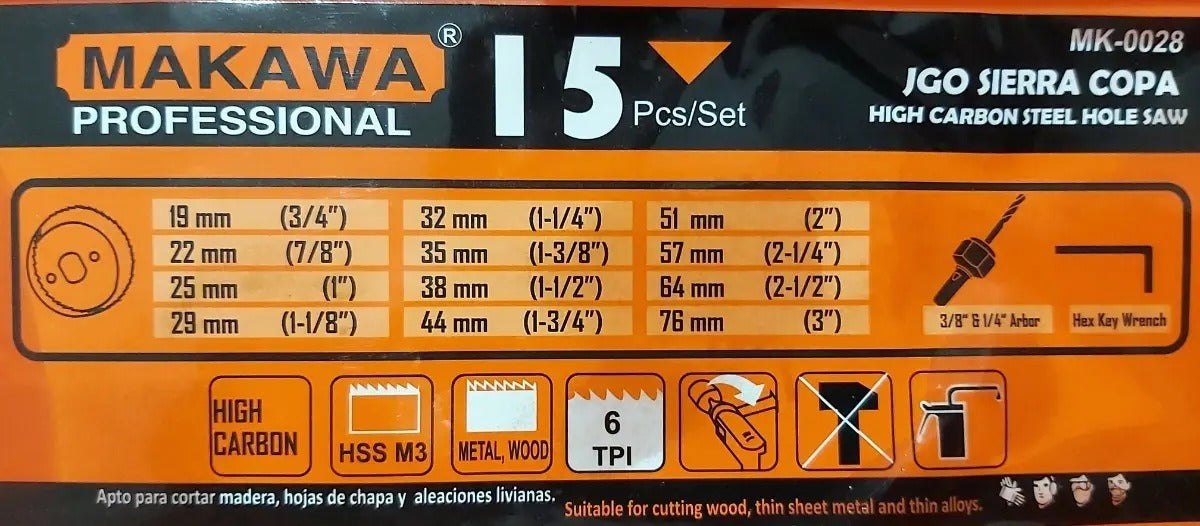 MAKAWA®
PROFESSIONAL
15
Pcs/Set
MK-0028
JGO SIERRA COPA
HIGH CARBON STEEL HOLE SAW
19 mm (3/4")
22 mm (7/8")
25 mm (1")
29 mm (1-1/8")
32 mm (1-1/4")
35 mm (1-3/8")
38 mm (1-1/2")
44 mm (1-3/4")
51 mm (2")
57 mm (2-1/4")
64 mm (2-1/2")
76 mm (3")
3/8" & 1/4" Arbor
Hex Key Wrench
HIGH
CARBON
HSS M3
METAL, WOOD
6
TPI
Apto para cortar madera, hojas de chapa y aleaciones livianas.
Suitable for cutting wood, thin sheet metal and thin alloys.